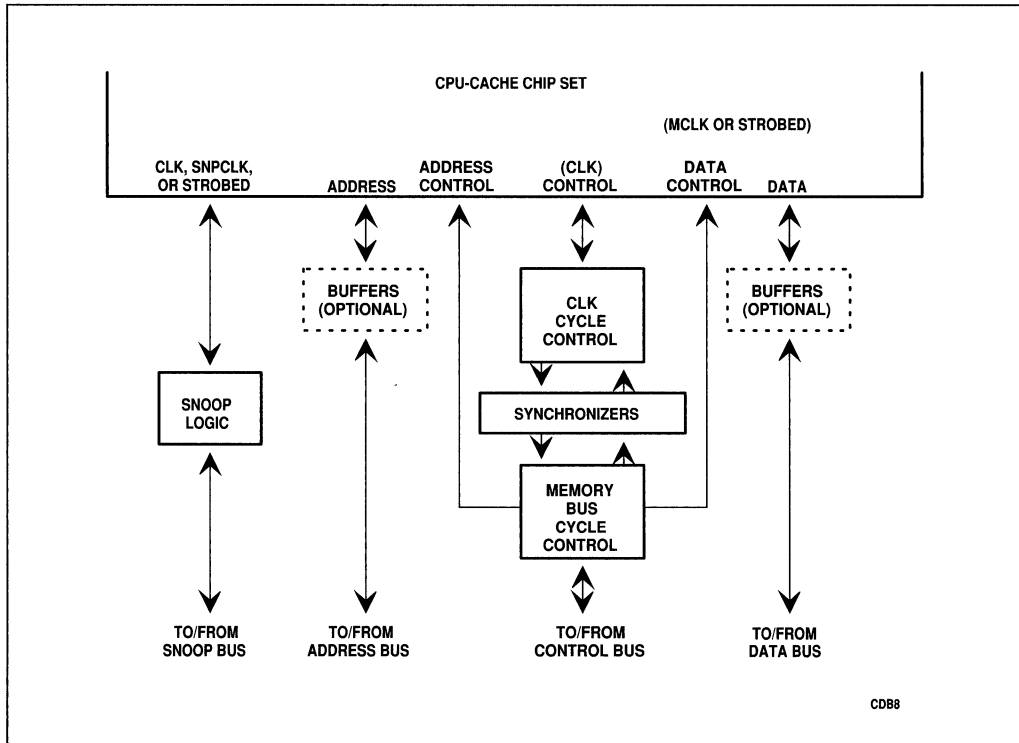 CPU-CACHE CHIP SET
(MCLK OR STROBED)
CLK, SNPCLK,
OR STROBED
ADDRESS
ADDRESS
CONTROL
(CLK)
CONTROL
DATA
CONTROL
DATA
BUFFERS
(OPTIONAL)
CLK
CYCLE
CONTROL
BUFFERS
(OPTIONAL)
SNOOP
LOGIC
SYNCHRONIZERS
MEMORY
BUS
CYCLE
CONTROL
TO/FROM
SNOOP BUS
TO/FROM
ADDRESS BUS
TO/FROM
CONTROL BUS
TO/FROM
DATA BUS
CDB8